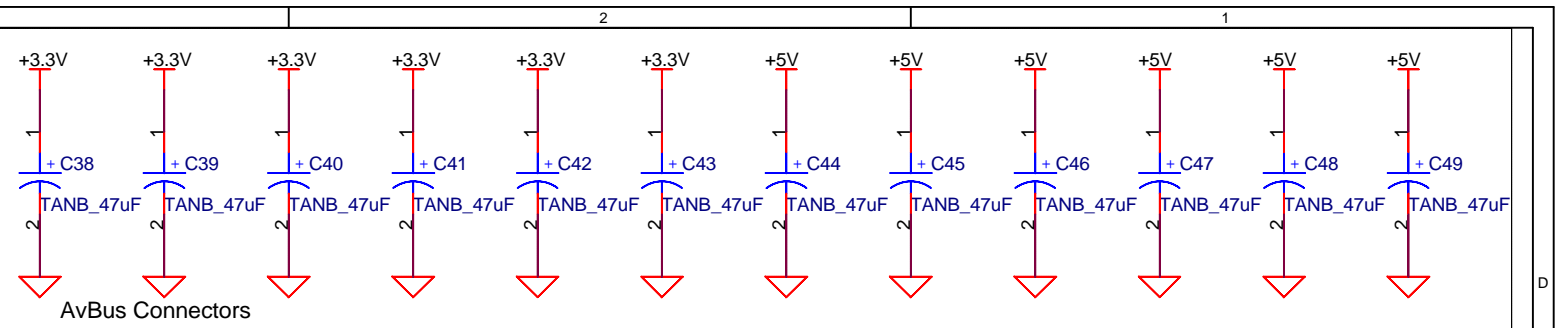 2 1
+3.3V +3.3V +3.3V +3.3V +3.3V +3.3V +5V +5V +5V +5V +5V +5V
1 1 1 1 1 1 1 1 1 1 1 1
+ C38 + C39 + C40 + C41 + C42 + C43 + C44 + C45 + C46 + C47 + C48 + C49
TANB_47uF TANB_47uF TANB_47uF TANB_47uF TANB_47uF TANB_47uF TANB_47uF TANB_47uF TANB_47uF TANB_47uF TANB_47uF TANB_47uF
2 2 2 2 2 2 2 2 2 2 2 2
D
AvBus Connectors